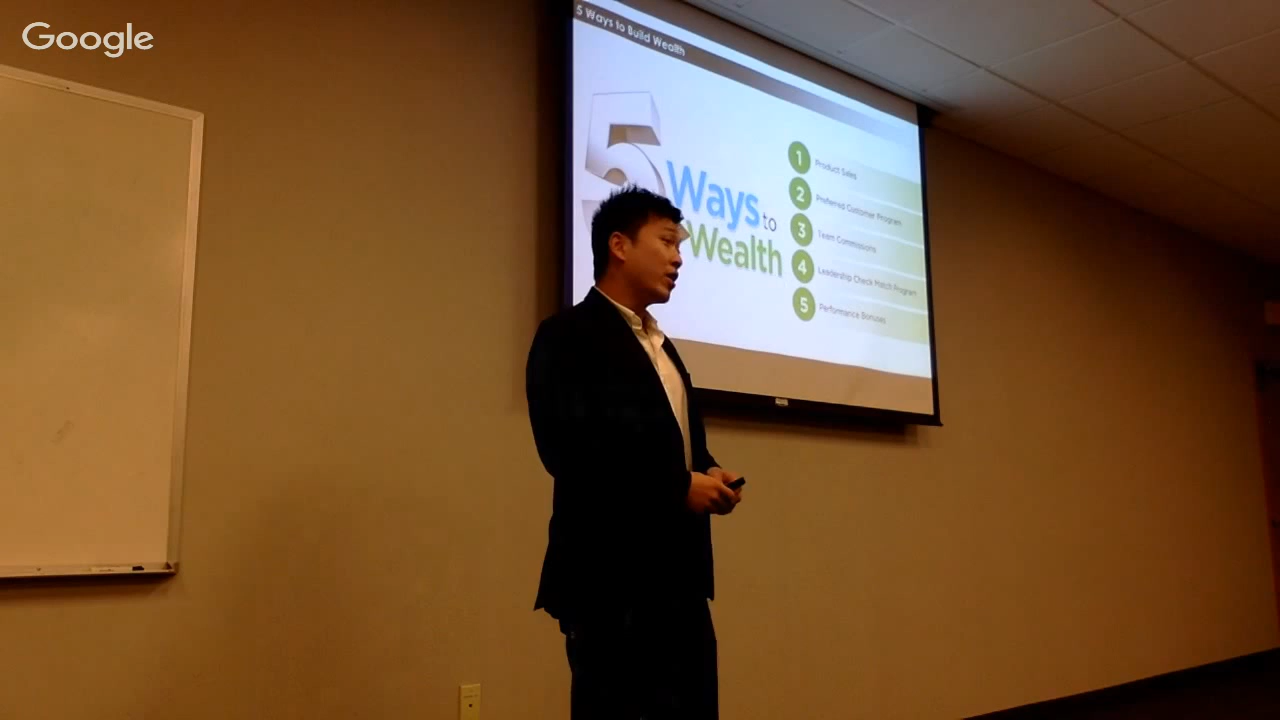 Google
5 Ways to Build Wealth
5
Ways to
Wealth
1 Product Sales
2 Preferred Customer Program
3 Team Commissions
4 Leadership Check Match Program
5 Performance Bonuses